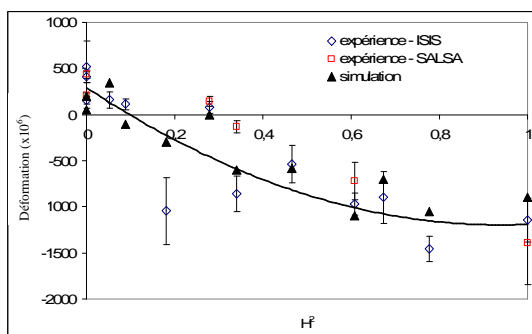 1000
500
0
-500
-1000
-1500
-2000
Déformation (x10⁶)
0
0,2
0,4
0,6
0,8
1
H²
expérience - ISIS
expérience - SALSA
simulation